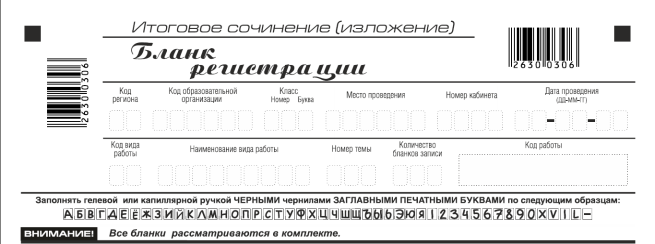 Итоговое сочинение (изложение)
Бланк
регистрации
2630 0306
2630 0306
Код региона
Код образовательной организации
Класс
Номер Буква
Место проведения
Номер кабинета
Дата проведения
(ДД-ММ-ГГ)
Код вида работы
Наименование вида работы
Номер темы
Количество бланков записи
Код работы
Заполнять гелевой или капиллярной ручкой ЧЕРНЫМИ чернилами ЗАГЛАВНЫМИ ПЕЧАТНЫМИ БУКВАМИ по следующим образцам:
АБВГДЕЁЖЗИЙКЛМНОПРСТУФХЦЧШЩЪЫЬЭЮЯ1234567890XVIL–
ВНИМАНИЕ! Все бланки рассматриваются в комплекте.